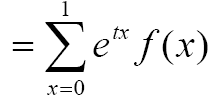 = \sum_{x=0}^{1} e^{tx} f(x)